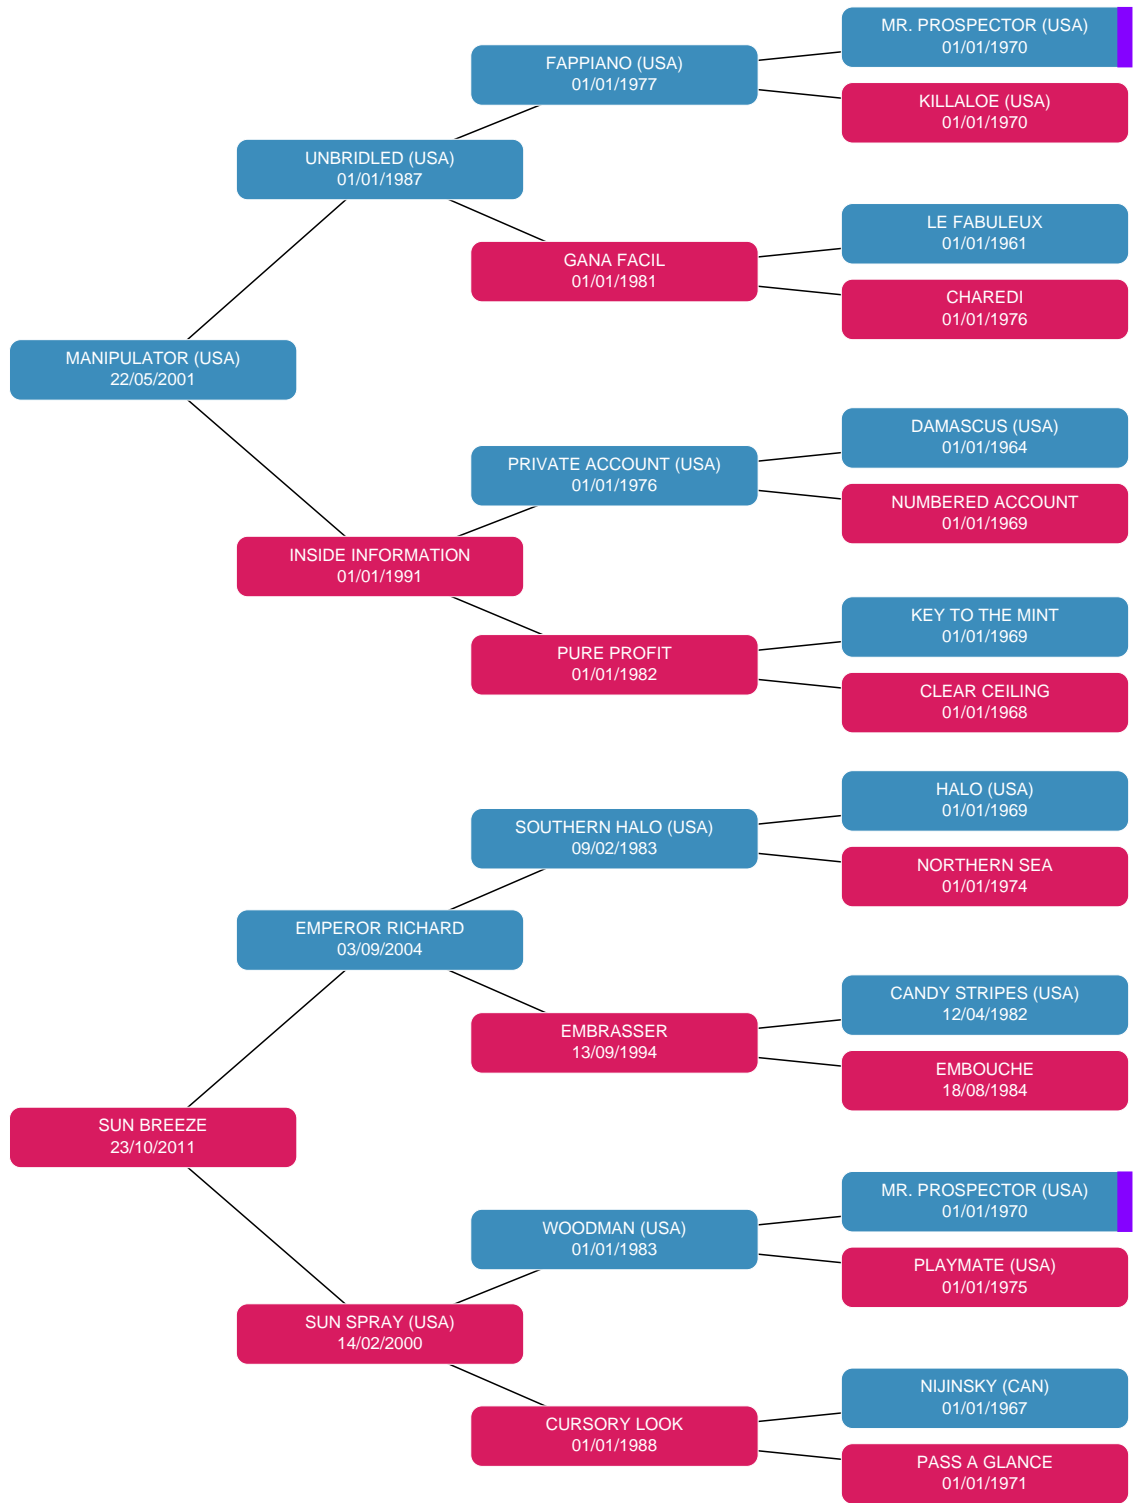 MR. PROSPECTOR (USA)
01/01/1970
FAPPIANO (USA)
01/01/1977
KILLALOE (USA)
01/01/1970
UNBRIDLED (USA)
01/01/1987
LE FABULEUX
01/01/1961
GANA FACIL
01/01/1981
CHAREDI
01/01/1976
MANIPULATOR (USA)
22/05/2001
DAMASCUS (USA)
01/01/1964
PRIVATE ACCOUNT (USA)
01/01/1976
NUMBERED ACCOUNT
01/01/1969
INSIDE INFORMATION
01/01/1991
KEY TO THE MINT
01/01/1969
PURE PROFIT
01/01/1982
CLEAR CEILING
01/01/1968
HALO (USA)
01/01/1969
SOUTHERN HALO (USA)
09/02/1983
NORTHERN SEA
01/01/1974
EMPEROR RICHARD
03/09/2004
CANDY STRIPES (USA)
12/04/1982
EMBRASSER
13/09/1994
EMBOUCHE
18/08/1984
SUN BREEZE
23/10/2011
MR. PROSPECTOR (USA)
01/01/1970
WOODMAN (USA)
01/01/1983
PLAYMATE (USA)
01/01/1975
SUN SPRAY (USA)
14/02/2000
NIJINSKY (CAN)
01/01/1967
CURSORY LOOK
01/01/1988
PASS A GLANCE
01/01/1971